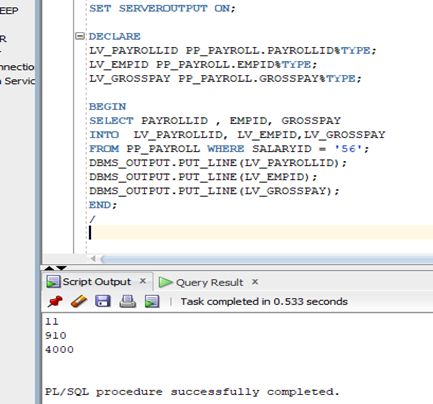 EEP
R
nnectio
a Servic
SET SERVEROUTPUT ON;
DECLARE
LV_PAYROLLID PP_PAYROLL.PAYROLLID%TYPE;
LV_EMPID PP_PAYROLL.EMPID%TYPE;
LV_GROSSPAY PP_PAYROLL.GROSSPAY%TYPE;
BEGIN
SELECT PAYROLLID , EMPID, GROSSPAY
INTO  LV_PAYROLLID, LV_EMPID,LV_GROSSPAY
FROM PP_PAYROLL WHERE SALARYID = '56';
DBMS_OUTPUT.PUT_LINE(LV_PAYROLLID);
DBMS_OUTPUT.PUT_LINE(LV_EMPID);
DBMS_OUTPUT.PUT_LINE(LV_GROSSPAY);
END;
/
Script Output × Query Result ×
Task completed in 0.533 seconds
11
910
4000
PL/SQL procedure successfully completed.